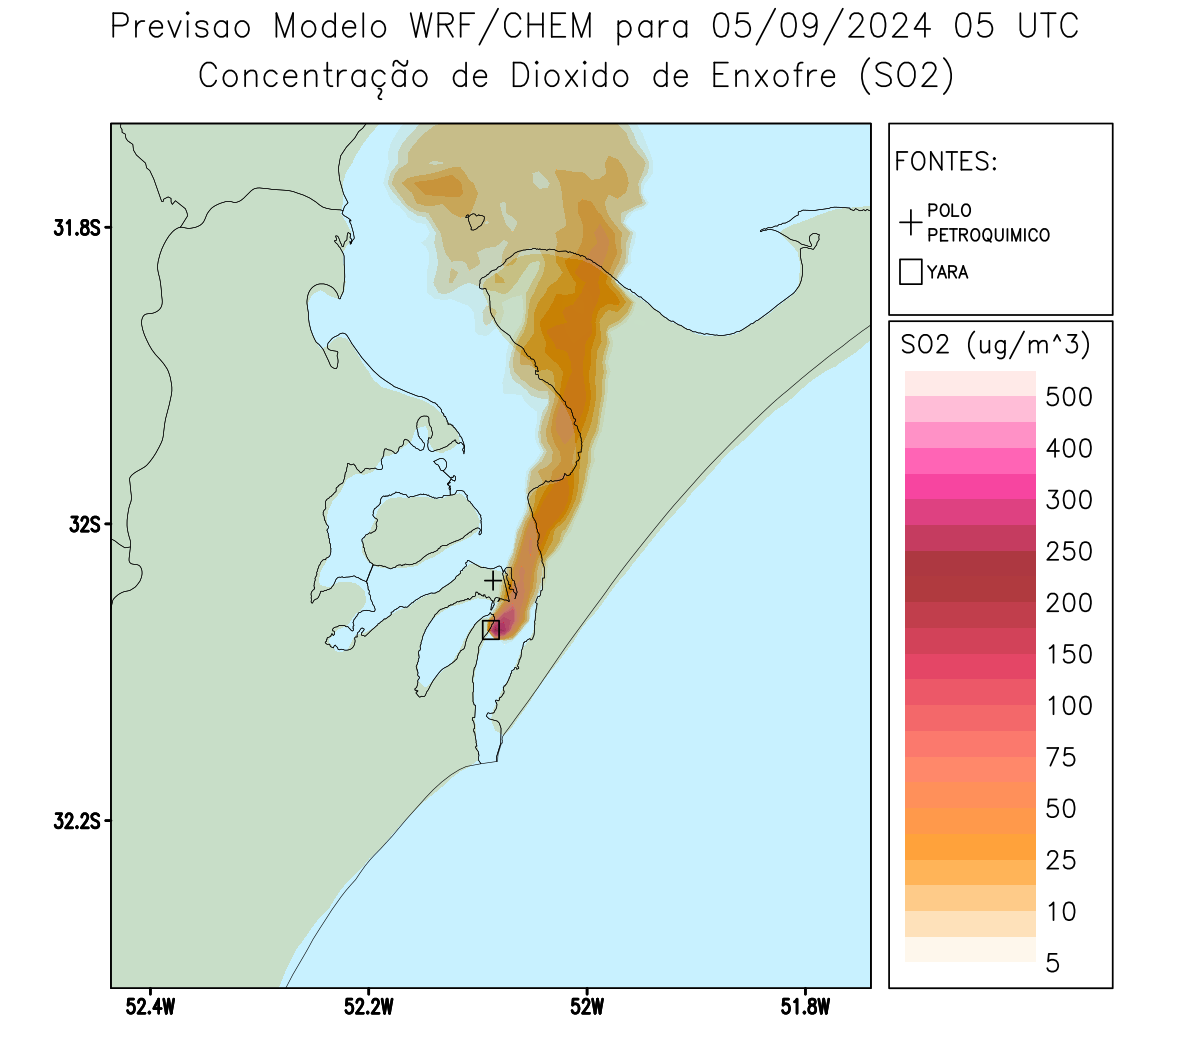 Previsao Modelo WRF/CHEM para 05/09/2024 05 UTC
Concentração de Dioxido de Enxofre (SO2)
FONTES:
POLO
PETROQUIMICO
YARA
SO2 (ug/m^3)
500
400
300
250
200
150
100
75
50
25
10
5
31.8S
32S
32.2S
52.4W
52.2W
52W
51.8W